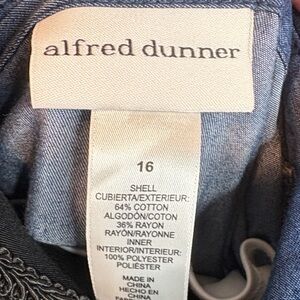 alfred dunner
16
SHELL
CUBIERTA/EXTERIEUR:
64% COTTON
ALGODÓN/COTON
36% RAYON
RAYÓN/RAYONNE
INNER
INTERIOR/INTERIEUR:
100% POLYESTER
POLIÉSTER
MADE IN
CHINA
HECHO EN
CHINA